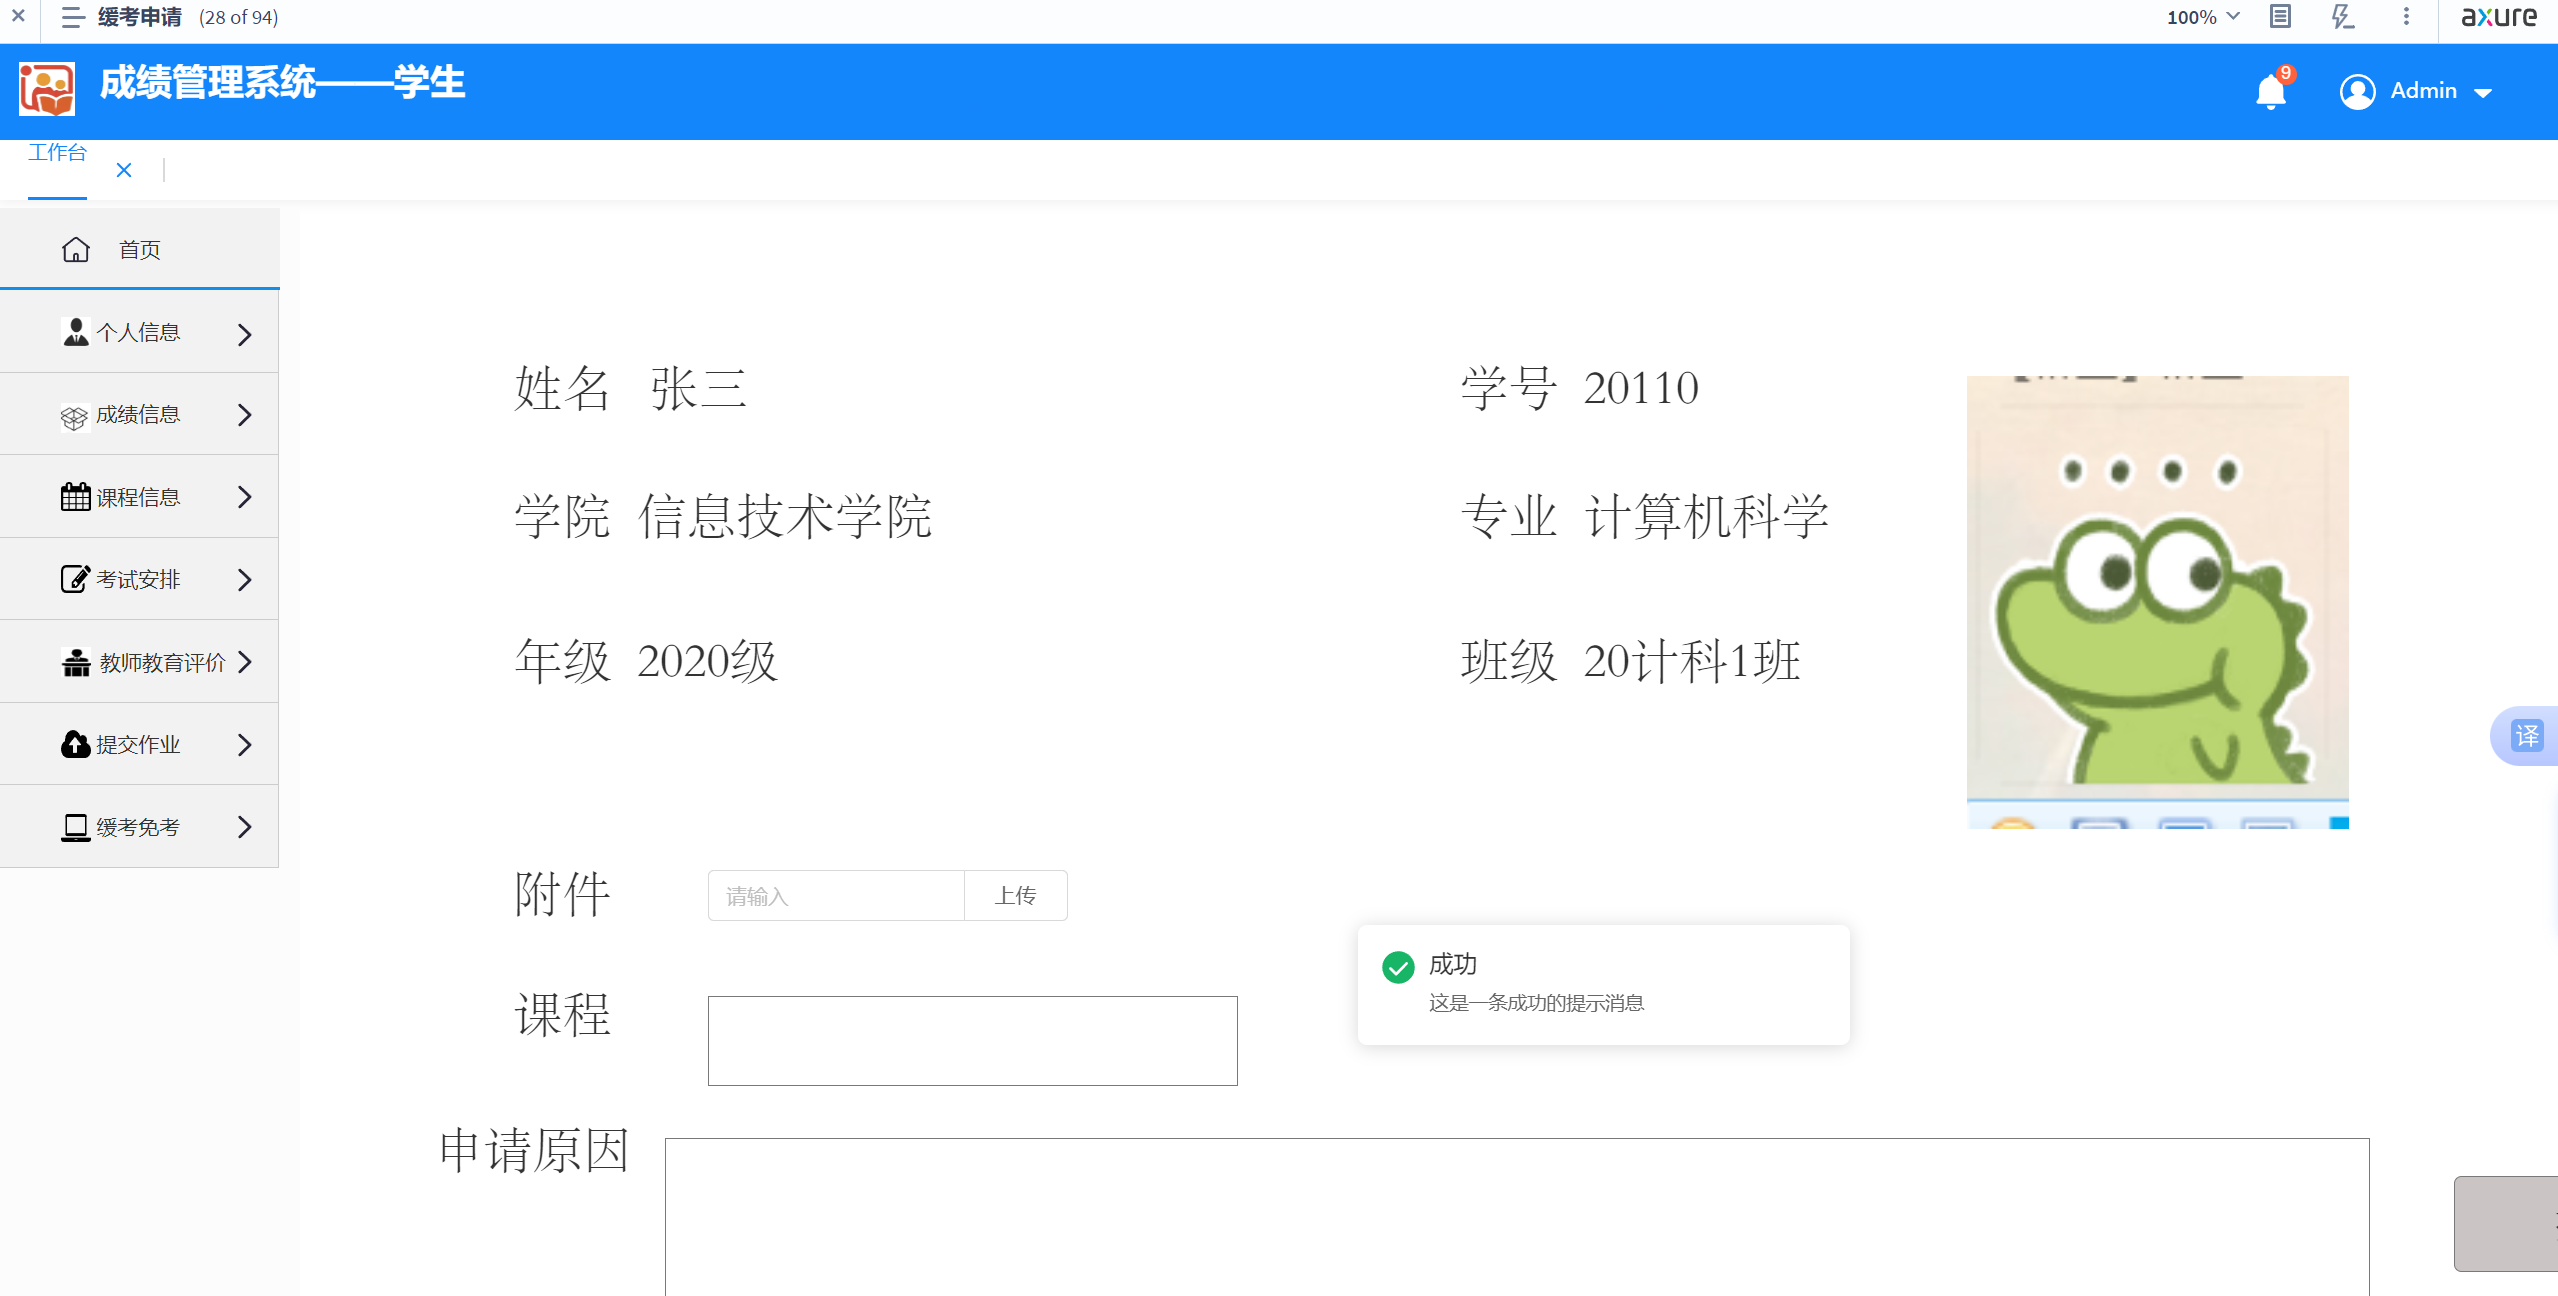 缓考申请 (28 of 94)
100%
axure
成绩管理系统——学生
9
Admin
工作台
首页
个人信息
成绩信息
课程信息
考试安排
教师教育评价
提交作业
缓考免考
姓名 张三
学号 20110
学院 信息技术学院
专业 计算机科学
年级 2020级
班级 20计科1班
译
附件
请输入
上传
成功
这是一条成功的提示消息
课程
申请原因